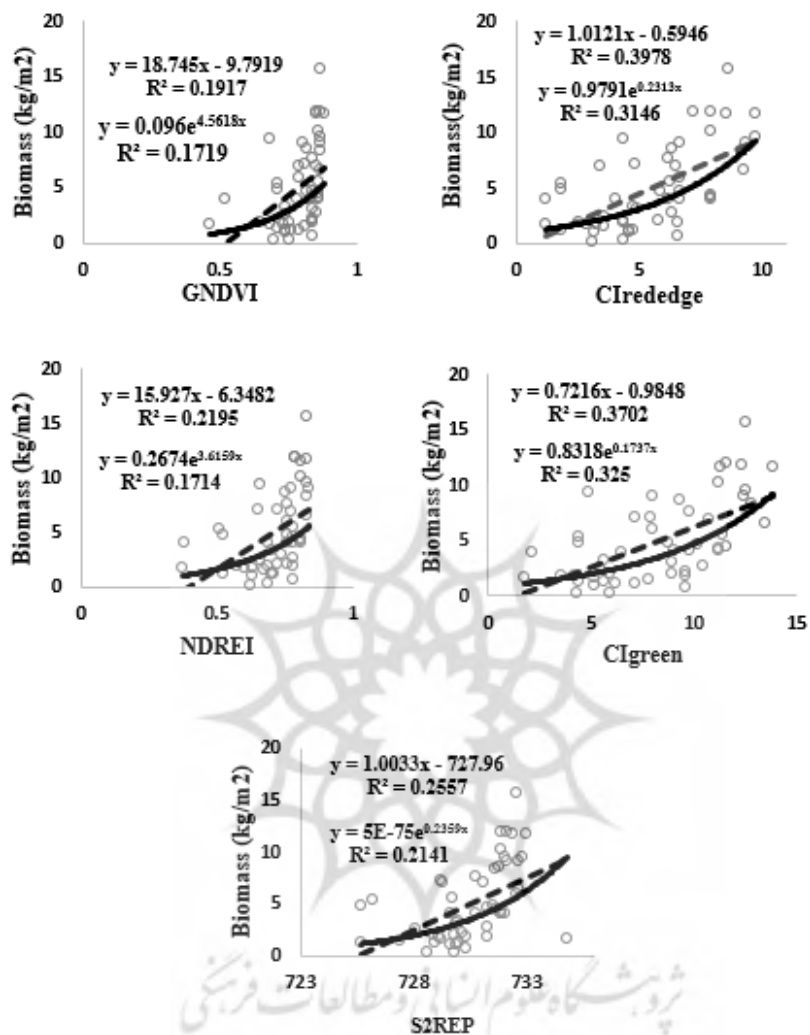 20
15
10
5
0
Biomass (kg/m2)
y = 18.745x - 9.7919
R² = 0.1917
y = 0.096e^4.5618x
R² = 0.1719
0 0.5 1
GNDVI
20
15
10
5
0
Biomass(kg/m2)
y = 1.0121x - 0.5946
R² = 0.3978
y = 0.9791e^0.2313x
R² = 0.3146
0 5 10
CIrededge
20
15
10
5
0
Biomass (kg/m2)
y = 15.927x - 6.3482
R² = 0.2195
y = 0.2674e^3.6159x
R² = 0.1714
0 0.5 1
NDREI
20
15
10
5
0
Biomass (kg/m2)
y = 0.7216x - 0.9848
R² = 0.3702
y = 0.8318e^0.1737x
R² = 0.325
0 5 10 15
CIgreen
20
15
10
5
0
Biomass (kg/m2)
y = 1.0033x - 727.96
R² = 0.2557
y = 5E-75e^0.2359x
R² = 0.2141
723 728 733
S2REP
پژوهشگاه علوم انسانی و مطالعات فرهنگی